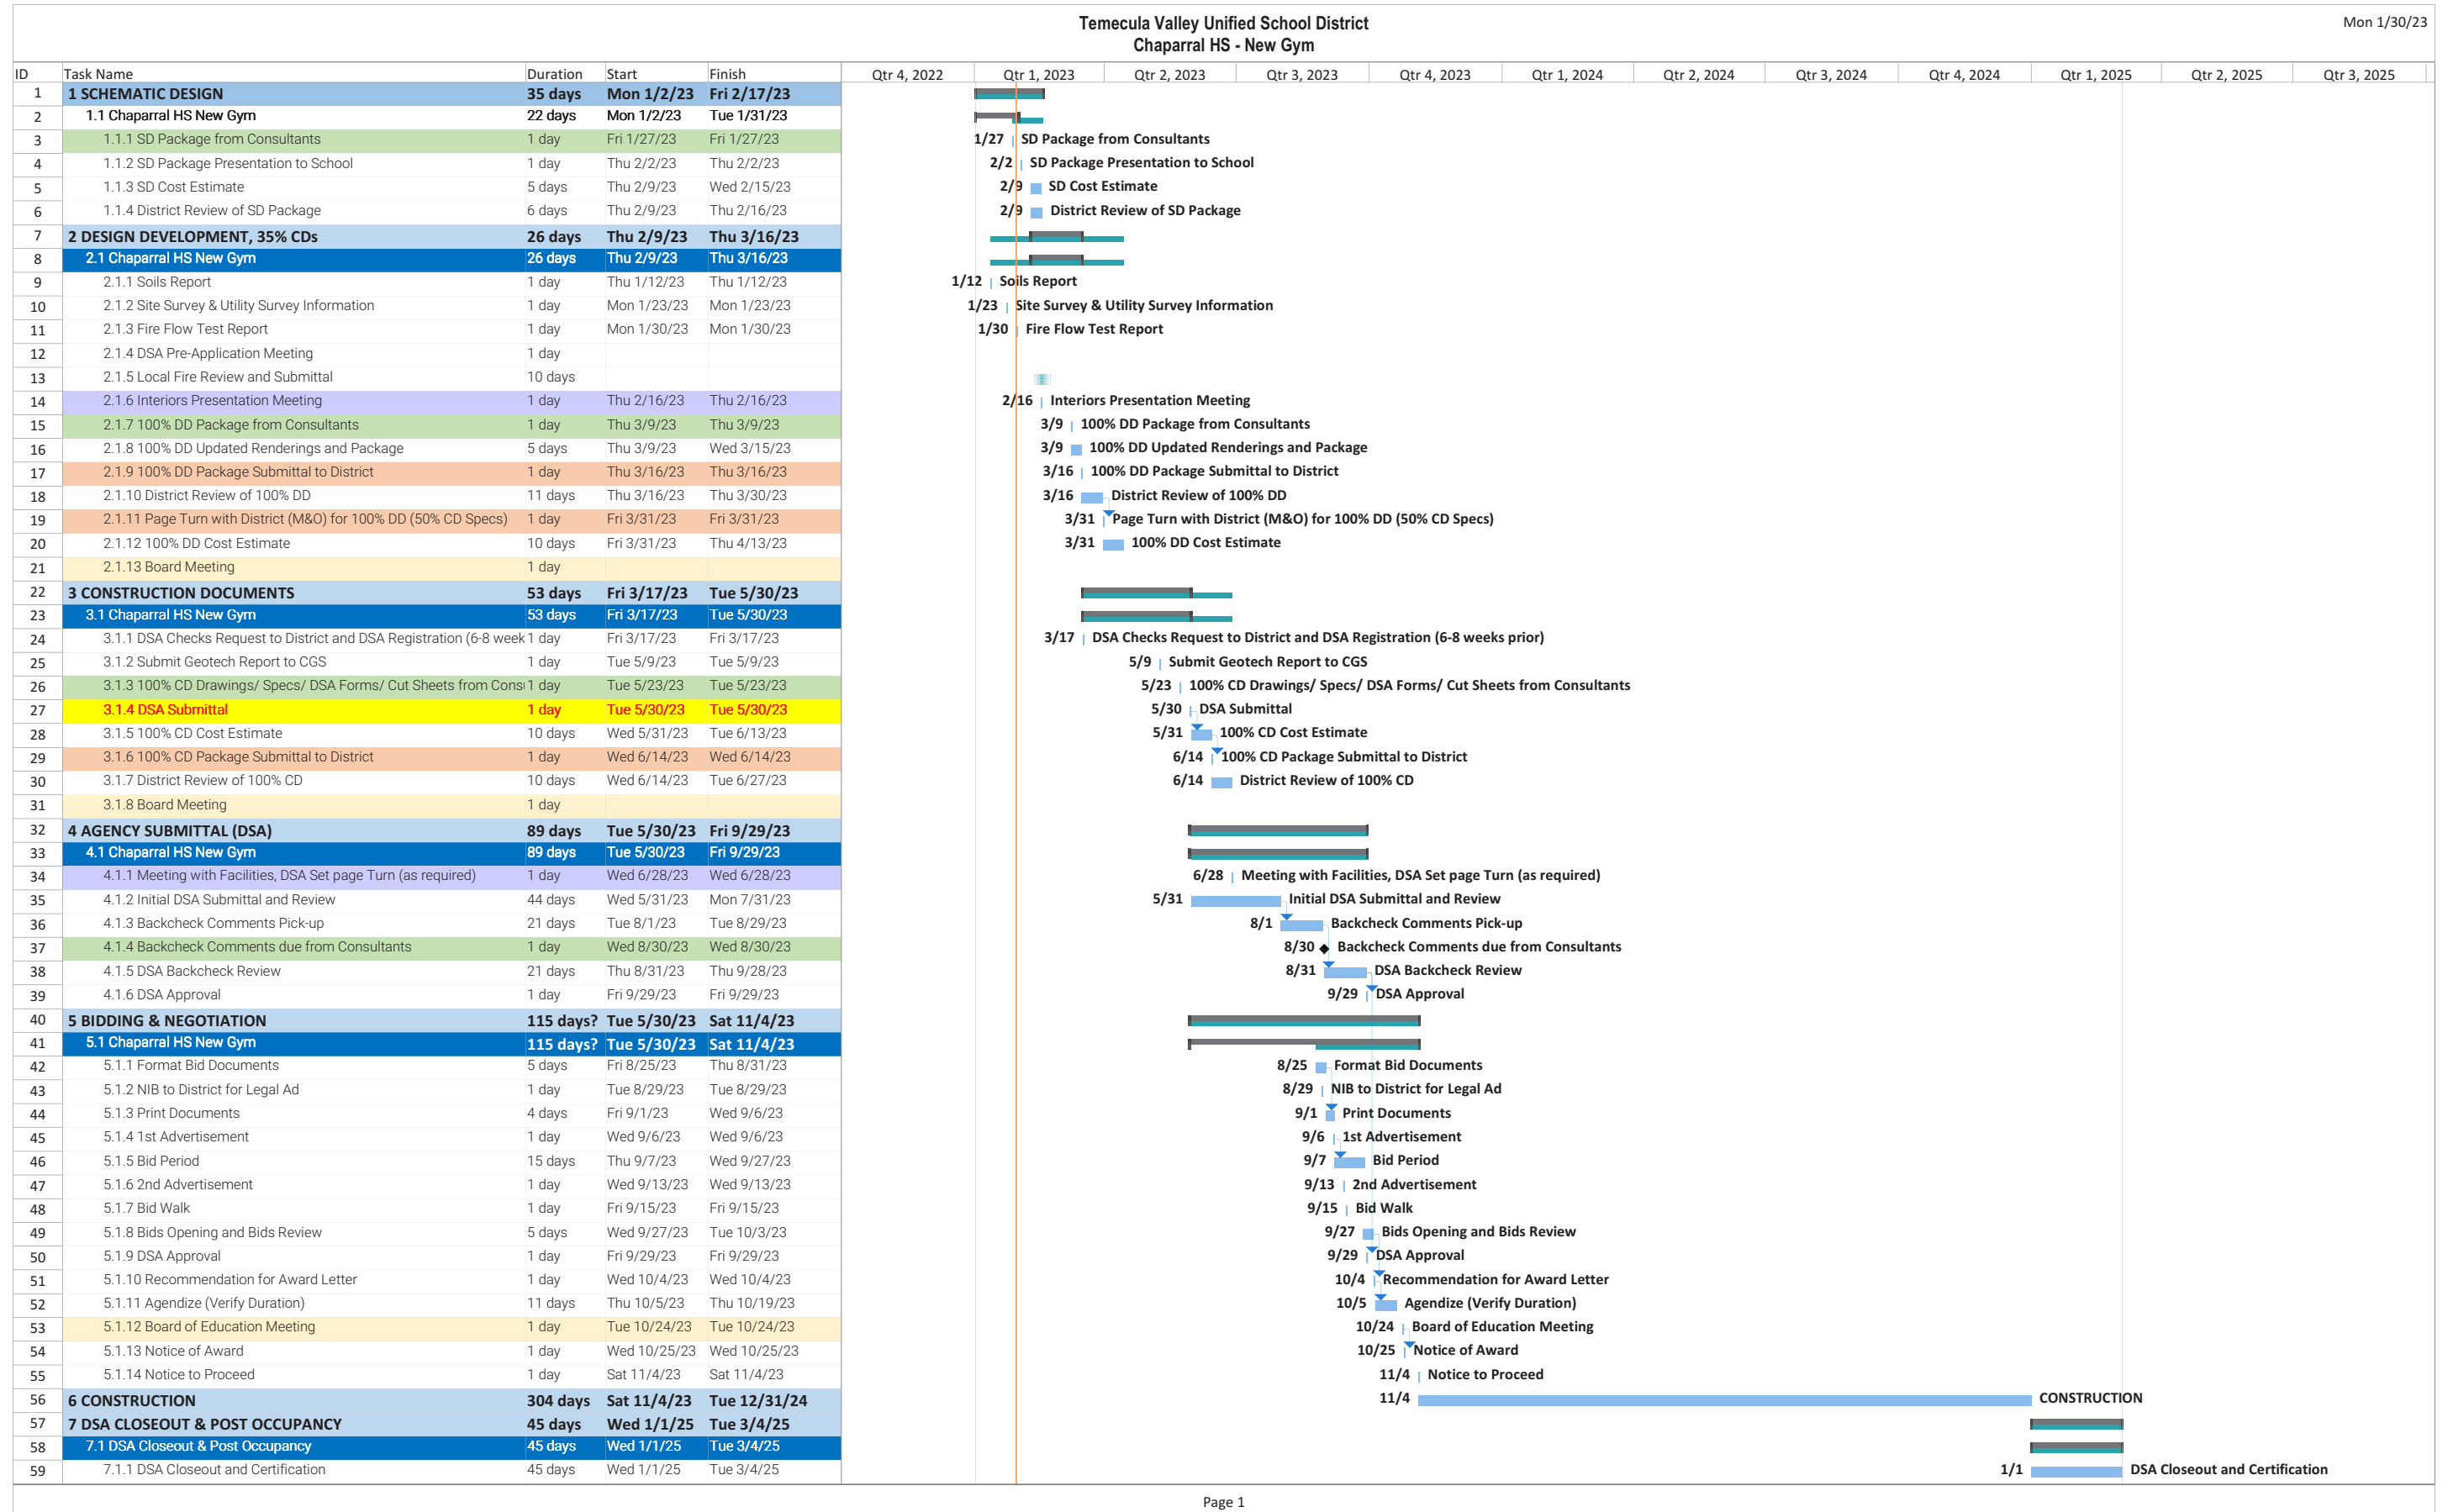 Temecula Valley Unified School District
Chaparral HS - New Gym
Mon 1/30/23
ID Task Name Duration Start Finish Qtr 4, 2022 Qtr 1, 2023 Qtr 2, 2023 Qtr 3, 2023 Qtr 4, 2023 Qtr 1, 2024 Qtr 2, 2024 Qtr 3, 2024 Qtr 4, 2024 Qtr 1, 2025 Qtr 2, 2025 Qtr 3, 2025
1 1 SCHEMATIC DESIGN 35 days Mon 1/2/23 Fri 2/17/23
2 1.1 Chaparral HS New Gym 22 days Mon 1/2/23 Tue 1/31/23
3 1.1.1 SD Package from Consultants 1 day Fri 1/27/23 Fri 1/27/23 1/27 SD Package from Consultants
4 1.1.2 SD Package Presentation to School 1 day Thu 2/2/23 Thu 2/2/23 2/2 SD Package Presentation to School
5 1.1.3 SD Cost Estimate 5 days Thu 2/9/23 Wed 2/15/23 2/9 SD Cost Estimate
6 1.1.4 District Review of SD Package 6 days Thu 2/9/23 Thu 2/16/23 2/9 District Review of SD Package
7 2 DESIGN DEVELOPMENT, 35% CDs 26 days Thu 2/9/23 Thu 3/16/23
8 2.1 Chaparral HS New Gym 26 days Thu 2/9/23 Thu 3/16/23
9 2.1.1 Soils Report 1 day Thu 1/12/23 Thu 1/12/23 1/12 Soils Report
10 2.1.2 Site Survey & Utility Survey Information 1 day Mon 1/23/23 Mon 1/23/23 1/23 Site Survey & Utility Survey Information
11 2.1.3 Fire Flow Test Report 1 day Mon 1/30/23 Mon 1/30/23 1/30 Fire Flow Test Report
12 2.1.4 DSA Pre-Application Meeting 1 day
13 2.1.5 Local Fire Review and Submittal 10 days
14 2.1.6 Interiors Presentation Meeting 1 day Thu 2/16/23 Thu 2/16/23 2/16 Interiors Presentation Meeting
15 2.1.7 100% DD Package from Consultants 1 day Thu 3/9/23 Thu 3/9/23 3/9 100% DD Package from Consultants
16 2.1.8 100% DD Updated Renderings and Package 5 days Thu 3/9/23 Wed 3/15/23 3/9 100% DD Updated Renderings and Package
17 2.1.9 100% DD Package Submittal to District 1 day Thu 3/16/23 Thu 3/16/23 3/16 100% DD Package Submittal to District
18 2.1.10 District Review of 100% DD 11 days Thu 3/16/23 Thu 3/30/23 3/16 District Review of 100% DD
19 2.1.11 Page Turn with District (M&O) for 100% DD (50% CD Specs) 1 day Fri 3/31/23 Fri 3/31/23 3/31 Page Turn with District (M&O) for 100% DD (50% CD Specs)
20 2.1.12 100% DD Cost Estimate 10 days Fri 3/31/23 Thu 4/13/23 3/31 100% DD Cost Estimate
21 2.1.13 Board Meeting 1 day
22 3 CONSTRUCTION DOCUMENTS 53 days Fri 3/17/23 Tue 5/30/23
23 3.1 Chaparral HS New Gym 53 days Fri 3/17/23 Tue 5/30/23
24 3.1.1 DSA Checks Request to District and DSA Registration (6-8 week 1 day Fri 3/17/23 Fri 3/17/23 3/17 DSA Checks Request to District and DSA Registration (6-8 weeks prior)
25 3.1.2 Submit Geotech Report to CGS 1 day Tue 5/9/23 Tue 5/9/23 5/9 Submit Geotech Report to CGS
26 3.1.3 100% CD Drawings/ Specs/ DSA Forms/ Cut Sheets from Consu 1 day Tue 5/23/23 Tue 5/23/23 5/23 100% CD Drawings/ Specs/ DSA Forms/ Cut Sheets from Consultants
27 3.1.4 DSA Submittal 1 day Tue 5/30/23 Tue 5/30/23 5/30 DSA Submittal
28 3.1.5 100% CD Cost Estimate 10 days Wed 5/31/23 Tue 6/13/23 5/31 100% CD Cost Estimate
29 3.1.6 100% CD Package Submittal to District 1 day Wed 6/14/23 Wed 6/14/23 6/14 100% CD Package Submittal to District
30 3.1.7 District Review of 100% CD 10 days Wed 6/14/23 Tue 6/27/23 6/14 District Review of 100% CD
31 3.1.8 Board Meeting 1 day
32 4 AGENCY SUBMITTAL (DSA) 89 days Tue 5/30/23 Fri 9/29/23
33 4.1 Chaparral HS New Gym 89 days Tue 5/30/23 Fri 9/29/23
34 4.1.1 Meeting with Facilities, DSA Set page Turn (as required) 1 day Wed 6/28/23 Wed 6/28/23 6/28 Meeting with Facilities, DSA Set page Turn (as required)
35 4.1.2 Initial DSA Submittal and Review 44 days Wed 5/31/23 Mon 7/31/23 5/31 Initial DSA Submittal and Review
36 4.1.3 Backcheck Comments Pick-up 21 days Tue 8/1/23 Tue 8/29/23 8/1 Backcheck Comments Pick-up
37 4.1.4 Backcheck Comments due from Consultants 1 day Wed 8/30/23 Wed 8/30/23 8/30 Backcheck Comments due from Consultants
38 4.1.5 DSA Backcheck Review 21 days Thu 8/31/23 Thu 9/28/23 8/31 DSA Backcheck Review
39 4.1.6 DSA Approval 1 day Fri 9/29/23 Fri 9/29/23 9/29 DSA Approval
40 5 BIDDING & NEGOTIATION 115 days? Tue 5/30/23 Sat 11/4/23
41 5.1 Chaparral HS New Gym 115 days? Tue 5/30/23 Sat 11/4/23
42 5.1.1 Format Bid Documents 5 days Fri 8/25/23 Thu 8/31/23 8/25 Format Bid Documents
43 5.1.2 NIB to District for Legal Ad 1 day Tue 8/29/23 Tue 8/29/23 8/29 NIB to District for Legal Ad
44 5.1.3 Print Documents 4 days Fri 9/1/23 Wed 9/6/23 9/1 Print Documents
45 5.1.4 1st Advertisement 1 day Wed 9/6/23 Wed 9/6/23 9/6 1st Advertisement
46 5.1.5 Bid Period 15 days Thu 9/7/23 Wed 9/27/23 9/7 Bid Period
47 5.1.6 2nd Advertisement 1 day Wed 9/13/23 Wed 9/13/23 9/13 2nd Advertisement
48 5.1.7 Bid Walk 1 day Fri 9/15/23 Fri 9/15/23 9/15 Bid Walk
49 5.1.8 Bids Opening and Bids Review 5 days Wed 9/27/23 Tue 10/3/23 9/27 Bids Opening and Bids Review
50 5.1.9 DSA Approval 1 day Fri 9/29/23 Fri 9/29/23 9/29 DSA Approval
51 5.1.10 Recommendation for Award Letter 1 day Wed 10/4/23 Wed 10/4/23 10/4 Recommendation for Award Letter
52 5.1.11 Agendize (Verify Duration) 11 days Thu 10/5/23 Thu 10/19/23 10/5 Agendize (Verify Duration)
53 5.1.12 Board of Education Meeting 1 day Tue 10/24/23 Tue 10/24/23 10/24 Board of Education Meeting
54 5.1.13 Notice of Award 1 day Wed 10/25/23 Wed 10/25/23 10/25 Notice of Award
55 5.1.14 Notice to Proceed 1 day Sat 11/4/23 Sat 11/4/23 11/4 Notice to Proceed
56 6 CONSTRUCTION 304 days Sat 11/4/23 Tue 12/31/24 11/4 CONSTRUCTION
57 7 DSA CLOSEOUT & POST OCCUPANCY 45 days Wed 1/1/25 Tue 3/4/25
58 7.1 DSA Closeout & Post Occupancy 45 days Wed 1/1/25 Tue 3/4/25
59 7.1.1 DSA Closeout and Certification 45 days Wed 1/1/25 Tue 3/4/25 1/1 DSA Closeout and Certification
Page 1